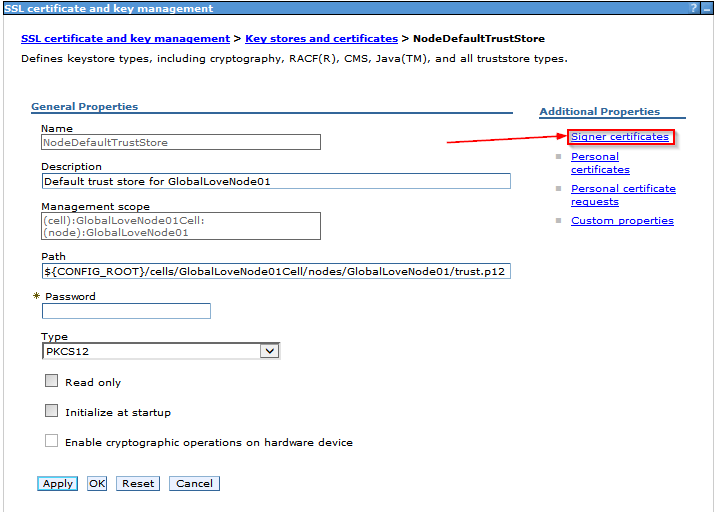 SSL certificate and key management ? _
SSL certificate and key management > Key stores and certificates > NodeDefaultTrustStore
Defines keystore types, including cryptography, RACF(R), CMS, Java(TM), and all truststore types.
General Properties
Name
NodeDefaultTrustStore
Description
Default trust store for GlobalLoveNode01
Management scope
(cell):GlobalLoveNode01Cell:
(node):GlobalLoveNode01
Path
${CONFIG_ROOT}/cells/GlobalLoveNode01Cell/nodes/GlobalLoveNode01/trust.p12
* Password
Type
PKCS12
Read only
Initialize at startup
Enable cryptographic operations on hardware device
Apply OK Reset Cancel
Additional Properties
Signer certificates
Personal
certificates
Personal certificate
requests
Custom properties